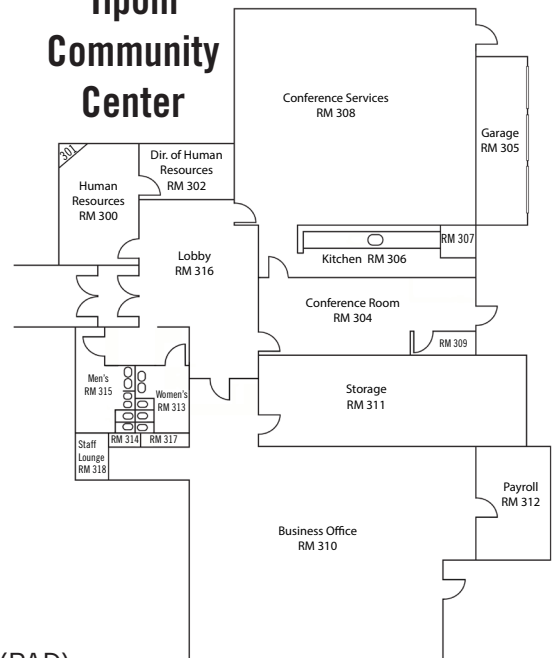 Community
Center
Conference Services
RM 308
Garage
RM 305
301
Dir. of Human
Resources
RM 302
Human
Resources
RM 300
Lobby
RM 316
RM 307
Kitchen RM 306
Conference Room
RM 304
RM 309
Men's
RM 315
Women's
RM 313
Storage
RM 311
RM 314
RM 317
Staff
Lounge
RM 318
Payroll
RM 312
Business Office
RM 310